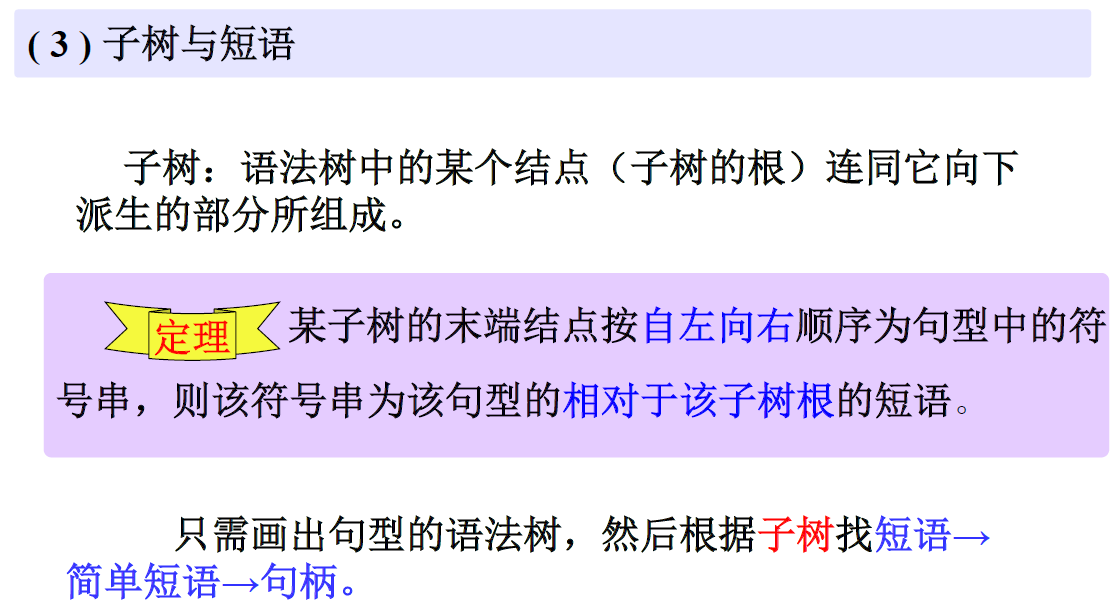 ( 3 ) 子树与短语
子树：语法树中的某个结点（子树的根）连同它向下
派生的部分所组成。
定理 某子树的末端结点按自左向右顺序为句型中的符
号串，则该符号串为该句型的相对于该子树根的短语。
只需画出句型的语法树，然后根据子树找短语→
简单短语→句柄。